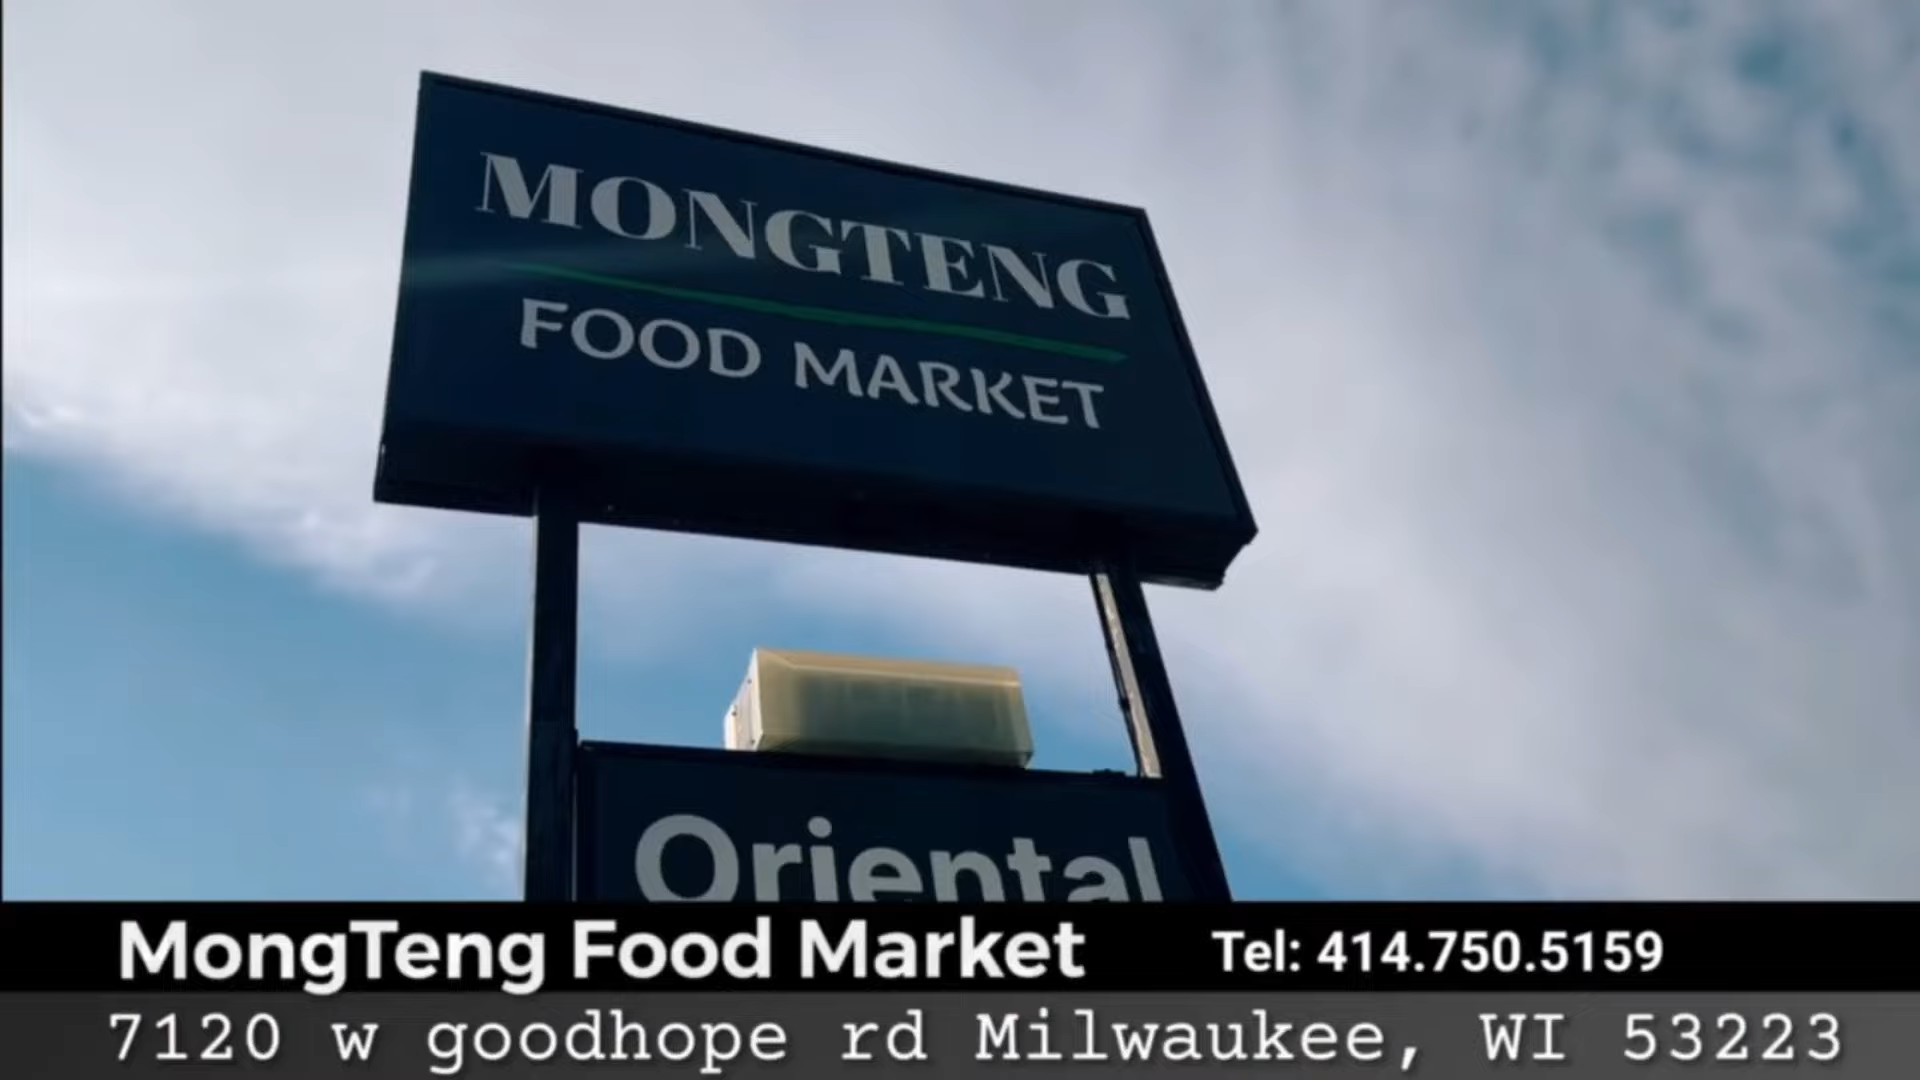 MONGTENG
FOOD MARKET
Oriental
MongTeng Food Market
Tel: 414.750.5159
7120 w goodhope rd Milwaukee, WI 53223